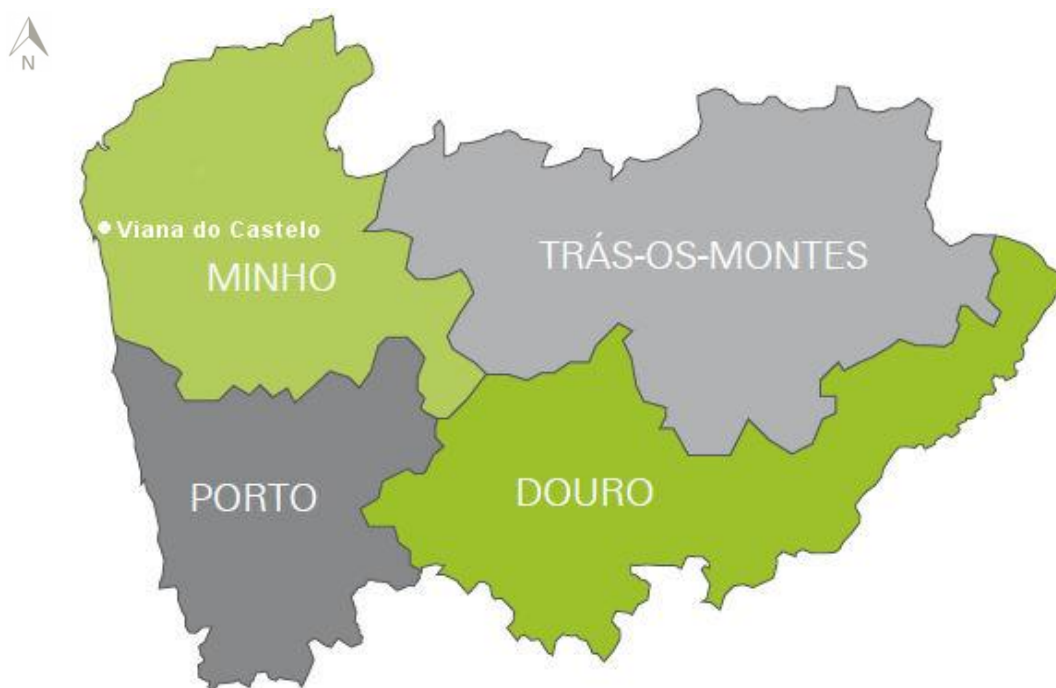 N
Viana do Castelo
MINHO
TRÁS-OS-MONTES
PORTO
DOURO